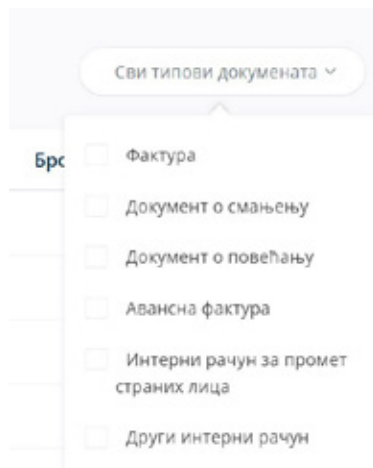 Сви типови докумената
Бро
Фактура
Документ о смањењу
Документ о повећању
Авансна фактура
Интерни рачун за промет
страних лица
Други интерни рачун